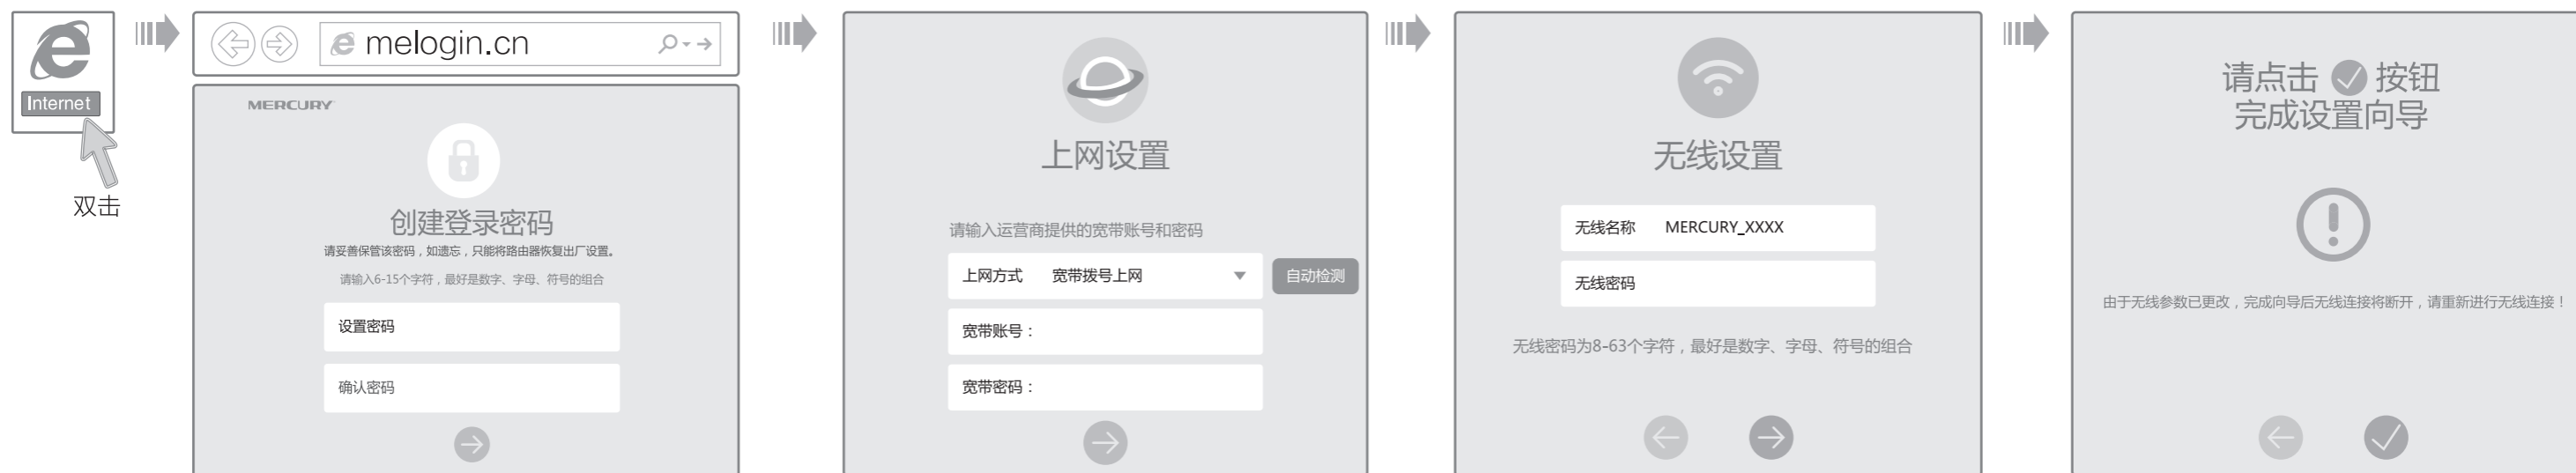 Internet
双击
melogin.cn
MERCURY
创建登录密码
请妥善保管该密码，如遗忘，只能将路由器恢复出厂设置。
请输入6-15个字符，最好是数字、字母、符号的组合
设置密码
确认密码
上网设置
请输入运营商提供的宽带账号和密码
上网方式 宽带拨号上网 自动检测
宽带账号：
宽带密码：
无线设置
无线名称 MERCURY_XXXX
无线密码
无线密码为8-63个字符，最好是数字、字母、符号的组合
请点击 按钮
完成设置向导
由于无线参数已更改，完成向导后无线连接将断开，请重新进行无线连接！